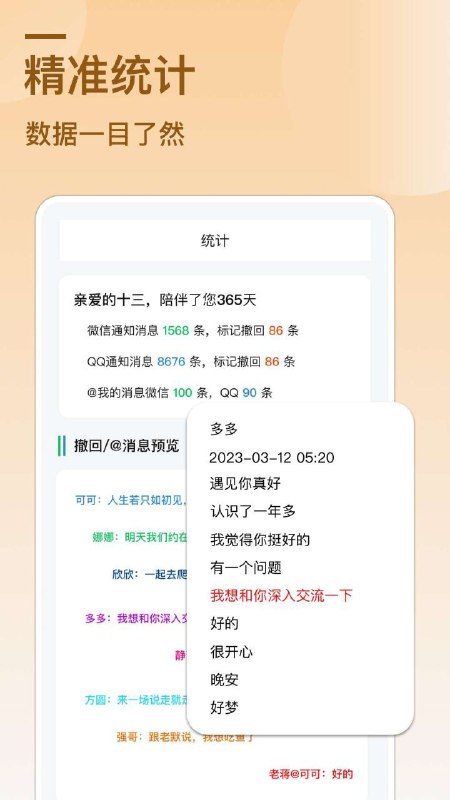 精准统计
数据一目了然
统计
亲爱的十三，陪伴了您365天
微信通知消息 1568 条，标记撤回 86 条
QQ通知消息 8676 条，标记撤回 86 条
@我的消息微信 100 条，QQ 90 条
撤回/@消息预览
可可：人生若只如初见，
娜娜：明天我们约在
欣欣：一起去爬
多多：我想和你深入交
静
方圆：来一场说走就走
强哥：跟老默说，我想吃鱼了
老蒋@可可：好的
多多
2023-03-12 05:20
遇见你真好
认识了一年多
我觉得你挺好的
有一个问题
我想和你深入交流一下
好的
很开心
晚安
好梦